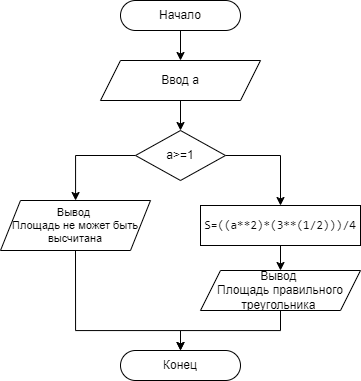 Начало
Ввод a
a>=1
Вывод
Площадь не может быть
высчитана
S=((a**2)*(3**(1/2)))/4
Вывод
Площадь правильного
треугольника
Конец